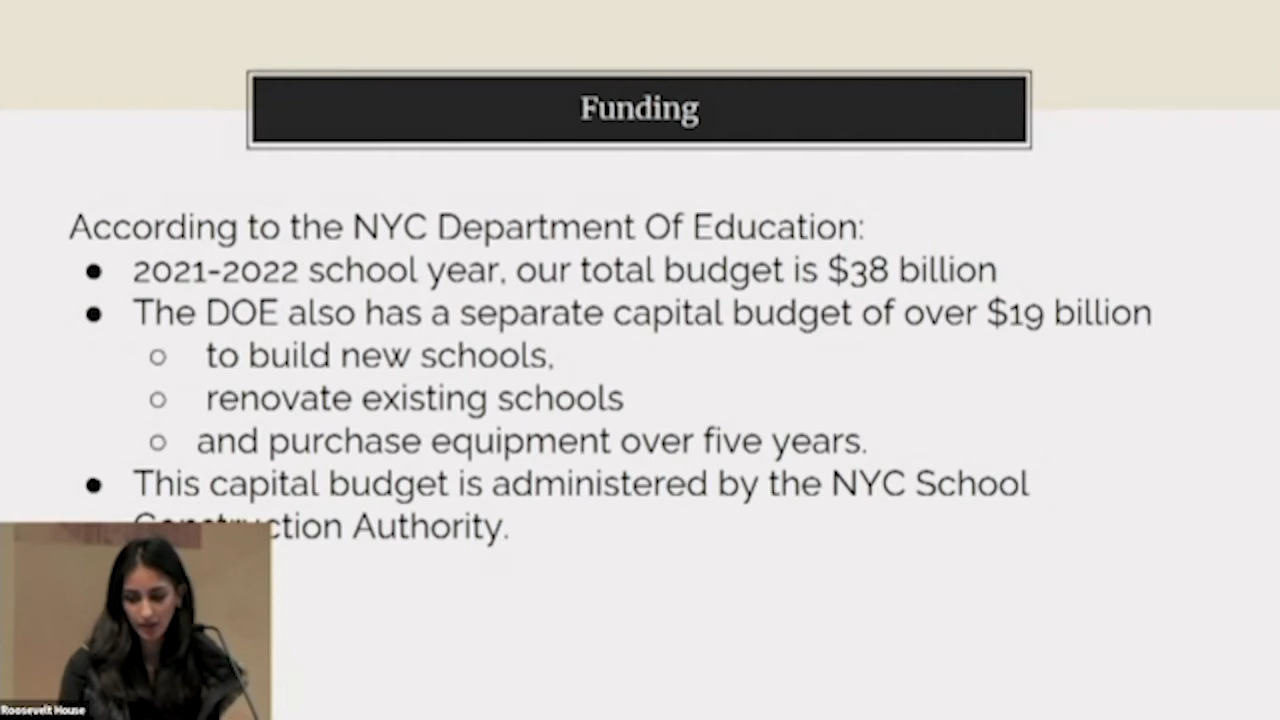 Funding
According to the NYC Department Of Education:
● 2021-2022 school year, our total budget is $38 billion
● The DOE also has a separate capital budget of over $19 billion
○ to build new schools,
○ renovate existing schools
○ and purchase equipment over five years.
● This capital budget is administered by the NYC School
Construction Authority.
Roosevelt House